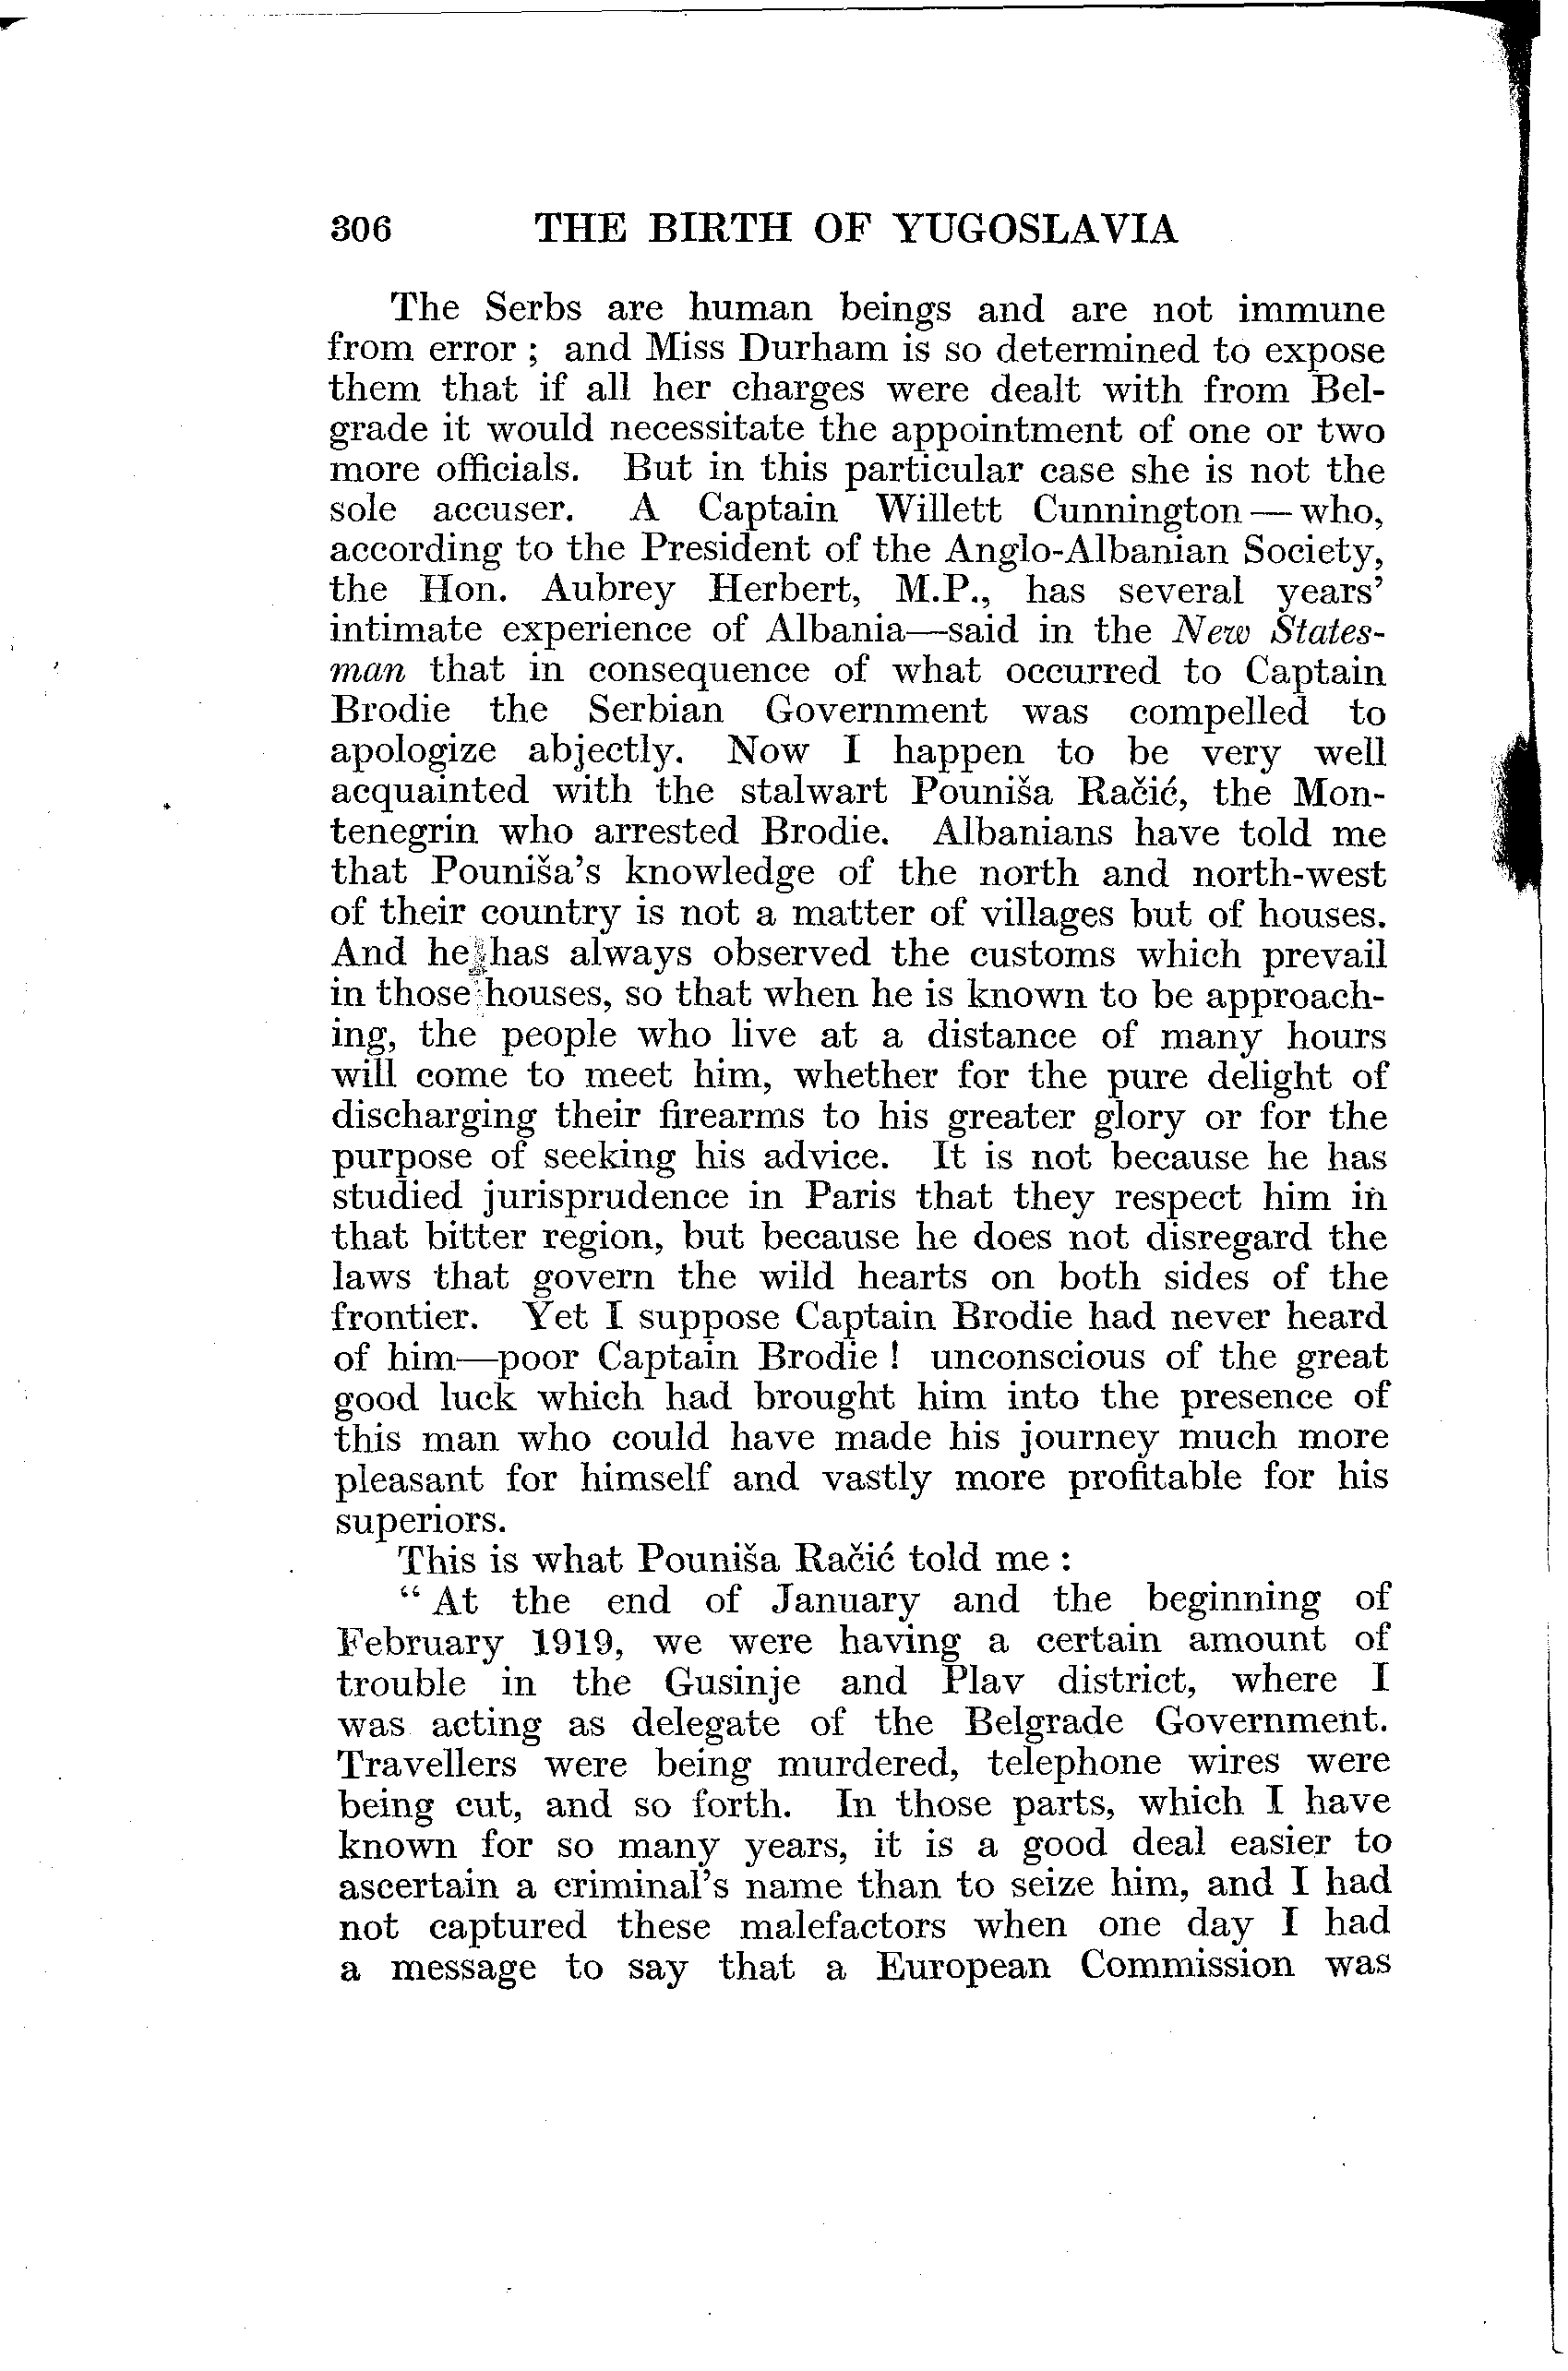 306 THE BIRTH OF YUGOSLAVIA
The Serbs are human beings and are not immune
from error ; and Miss Durham is so determined to expose
them that if all her charges were dealt with from Bel-
grade it would necessitate the appointment of one or two
more officials. But in this particular case she is not the
sole accuser. A Captain Willett Cunnington — who,
according to the President of the Anglo-Albanian Society,
the Hon. Aubrey Herbert, M.P., has several years'
intimate experience of Albania—said in the New States-
man that in consequence of what occurred to Captain
Brodie the Serbian Government was compelled to
apologize abjectly. Now I happen to be very well
acquainted with the stalwart Pouniša Račić, the Mon-
tenegrin who arrested Brodie. Albanians have told me
that Pouniša's knowledge of the north and north-west
of their country is not a matter of villages but of houses.
And he has always observed the customs which prevail
in those houses, so that when he is known to be approach-
ing, the people who live at a distance of many hours
will come to meet him, whether for the pure delight of
discharging their firearms to his greater glory or for the
purpose of seeking his advice. It is not because he has
studied jurisprudence in Paris that they respect him in
that bitter region, but because he does not disregard the
laws that govern the wild hearts on both sides of the
frontier. Yet I suppose Captain Brodie had never heard
of him—poor Captain Brodie ! unconscious of the great
good luck which had brought him into the presence of
this man who could have made his journey much more
pleasant for himself and vastly more profitable for his
superiors.
This is what Pouniša Račić told me :
“ At the end of January and the beginning of
February 1919, we were having a certain amount of
trouble in the Gusinje and Plav district, where I
was acting as delegate of the Belgrade Government.
Travellers were being murdered, telephone wires were
being cut, and so forth. In those parts, which I have
known for so many years, it is a good deal easier to
ascertain a criminal's name than to seize him, and I had
not captured these malefactors when one day I had
a message to say that a European Commission was